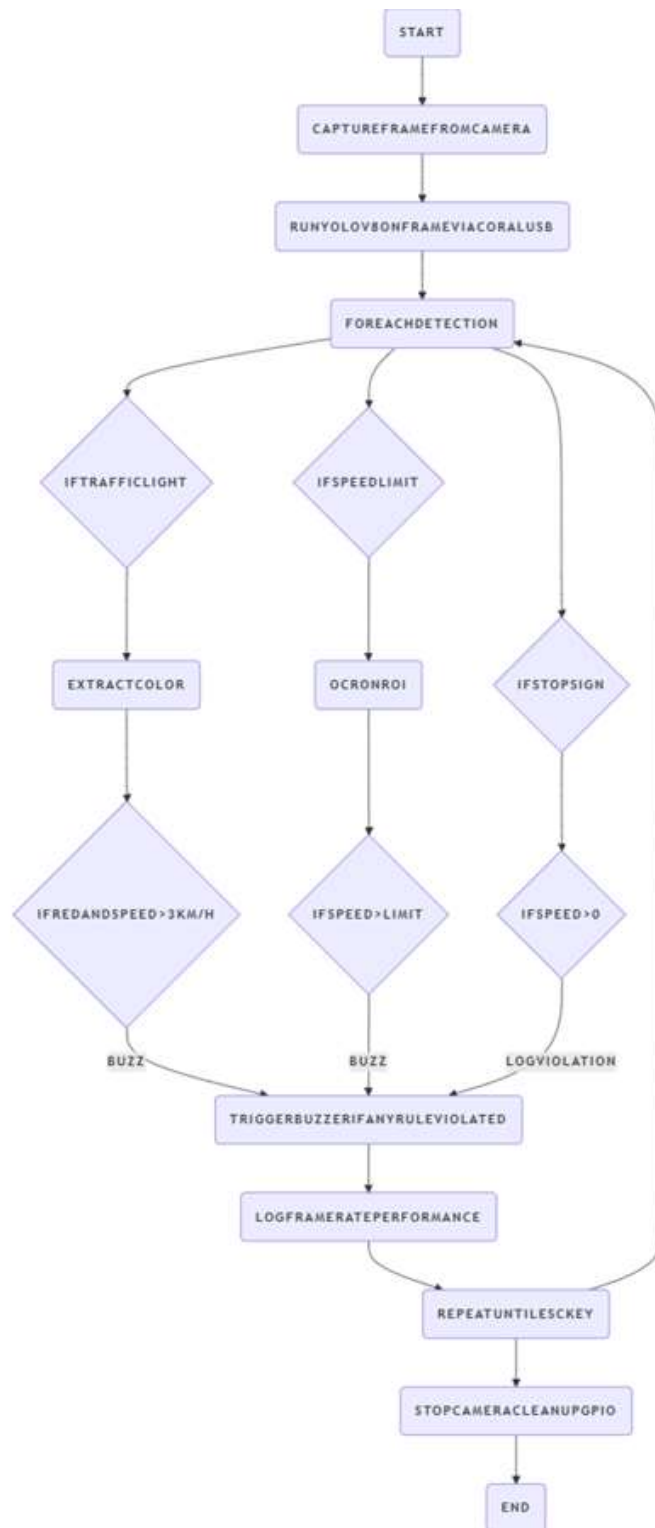 START
CAPTUREFRAMEFROMCAMERA
RUNYOLOV8ONFRAMEVIACORALUSB
FOREACHDETECTION
IFTRAFFICLIGHT
IFSPEEDLIMIT
EXTRACTCOLOR
OCRONROI
IFSTOPSIGN
IFREDANDSPEED>3KM/H
IFSPEED>LIMIT
IFSPEED>0
BUZZ
BUZZ
LOGVIOLATION
TRIGGERBUZZERIFANYRULEVIOLATED
LOGFRAMERATEPERFORMANCE
REPEATUNTILESCKEY
STOPCAMERACLEANUPGPIO
END